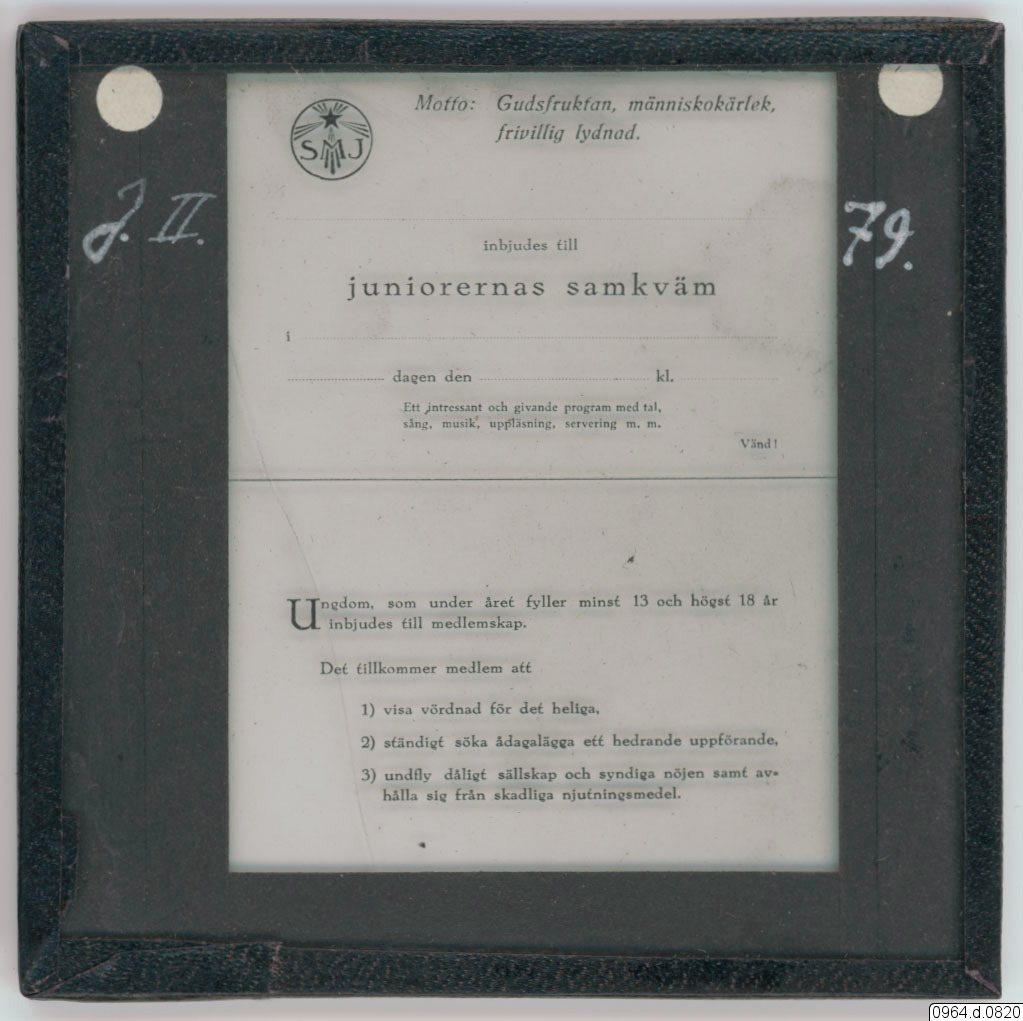 Motto: Gudsfruktan, människokärlek,
frivillig lydnad.
SMJ
J. II.
79.
inbjudes till
juniorernas samkväm
i
dagen den kl.
Ett intressant och givande program med tal,
sång, musik, uppläsning, servering m. m.
Vänd!
Ungdom, som under året fyller minst 13 och högst 18 år
inbjudes till medlemskap.
Det tillkommer medlem att
1) visa vördnad för det heliga,
2) ständigt söka ådagalägga ett hedrande uppförande,
3) undfly dåligt sällskap och syndiga nöjen samt av-
hålla sig från skadliga njutningsmedel.
0964.d.0820